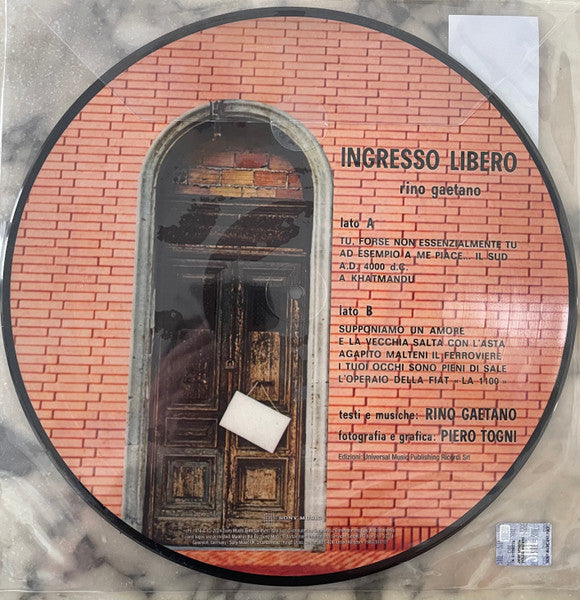 INGRESSO LIBERO
rino gaetano
lato A
TU, FORSE NON ESSENZIALMENTE TU
AD ESEMPIO A ME PIACE... IL SUD
A.D. 4000 d.C.
A KHATMANDU
lato B
SUPPONIAMO UN AMORE
E LA VECCHIA SALTA CON L'ASTA
AGAPITO MALTENI IL FERROVIERE
I TUOI OCCHI SONO PIENI DI SALE
L'OPERAIO DELLA FIAT « LA 1100 »
testi e musiche: RINO GAETANO
fotografia e grafica: PIERO TOGNI
Edizioni: Universal Music Publishing Ricordi Srl
SONY MUSIC